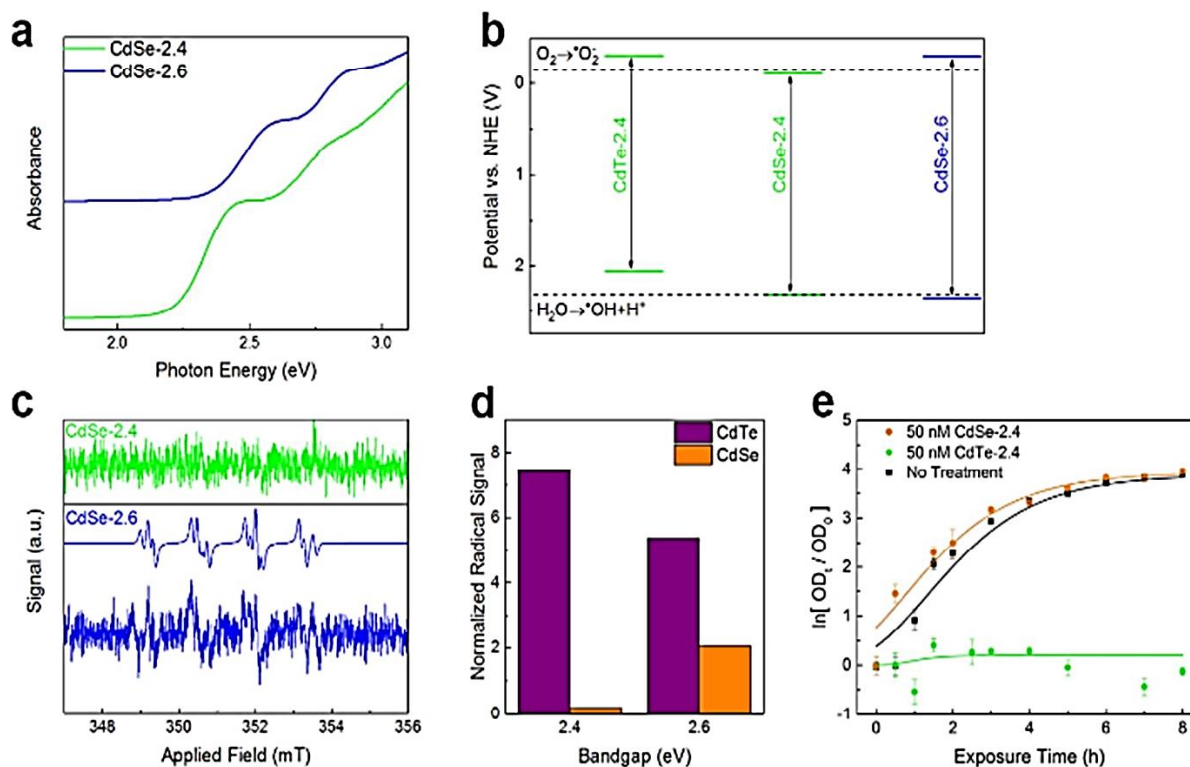 a
CdSe-2.4
CdSe-2.6
Absorbance
2.0 2.5 3.0
Photon Energy (eV)
b
O₂→•O₂⁻
0
1
2
Potential vs. NHE (V)
CdTe-2.4
CdSe-2.4
CdSe-2.6
H₂O→•OH+H⁺
c
CdSe-2.4
CdSe-2.6
Signal (a.u.)
348 350 352 354 356
Applied Field (mT)
d
CdTe
CdSe
8
6
4
2
0
Normalized Radical Signal
2.4 2.6
Bandgap (eV)
e
50 nM CdSe-2.4
50 nM CdTe-2.4
No Treatment
5
4
3
2
1
0
-1
ln[ ODₜ / OD₀ ]
0 2 4 6 8
Exposure Time (h)